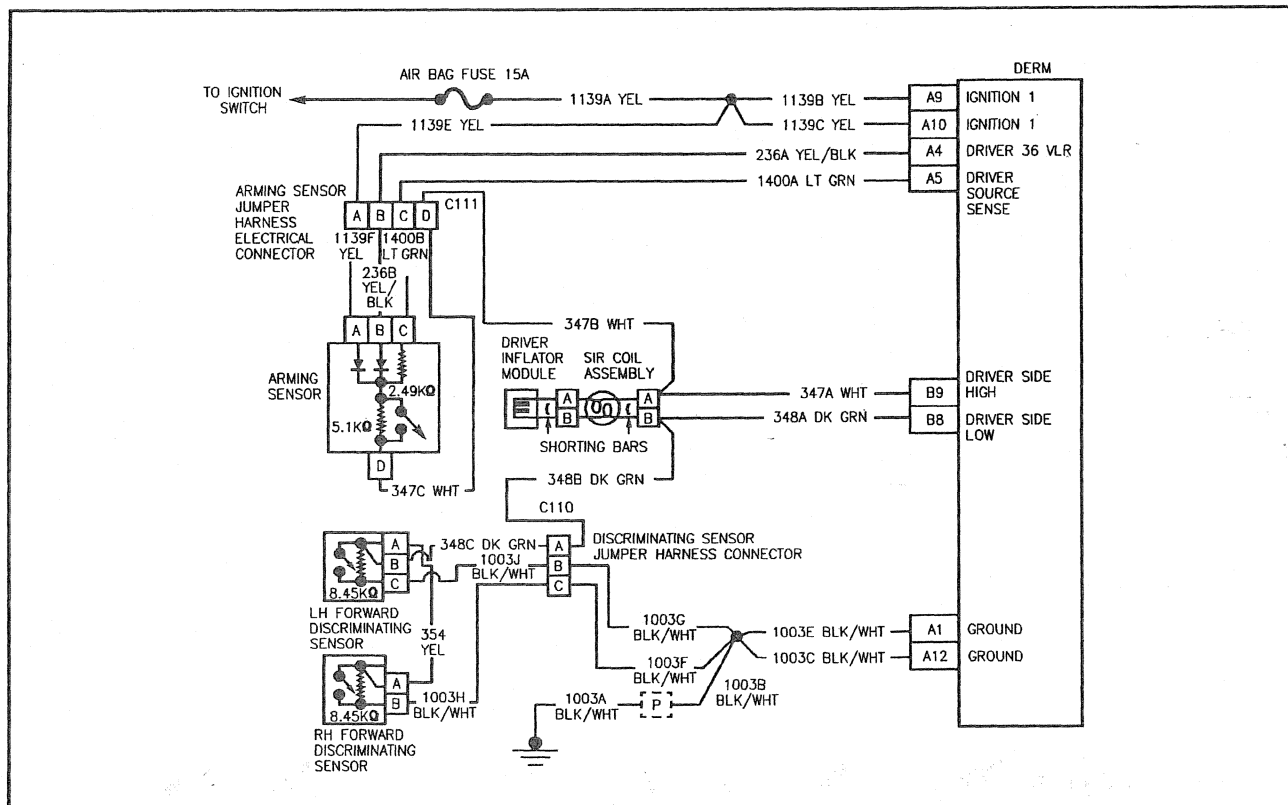 DERM
AIR BAG FUSE 15A
TO IGNITION
SWITCH
1139A YEL
1139B YEL
A9
IGNITION 1
1139E YEL
1139C YEL
A10
IGNITION 1
236A YEL/BLK
A4
DRIVER 36 VLR
1400A LT GRN
A5
DRIVER
SOURCE
SENSE
ARMING SENSOR
JUMPER
HARNESS
ELECTRICAL
CONNECTOR
A B C D
C111
1139F
YEL
1400B
LT GRN
236B
YEL/
BLK
A B C
ARMING
SENSOR
2.49KΩ
5.1KΩ
D
347C WHT
347B WHT
DRIVER
INFLATOR
MODULE
SIR COIL
ASSEMBLY
A
B
A
B
SHORTING BARS
347A WHT
B9
DRIVER SIDE
HIGH
348A DK GRN
B8
DRIVER SIDE
LOW
348B DK GRN
C110
DISCRIMINATING SENSOR
JUMPER HARNESS CONNECTOR
A
B
C
348C DK GRN
1003J
BLK/WHT
A
B
C
8.45KΩ
LH FORWARD
DISCRIMINATING
SENSOR
354
YEL
A
B
8.45KΩ
1003H
BLK/WHT
RH FORWARD
DISCRIMINATING
SENSOR
1003G
BLK/WHT
1003F
BLK/WHT
1003E BLK/WHT
A1
GROUND
1003C BLK/WHT
A12
GROUND
1003B
BLK/WHT
1003A
BLK/WHT
P